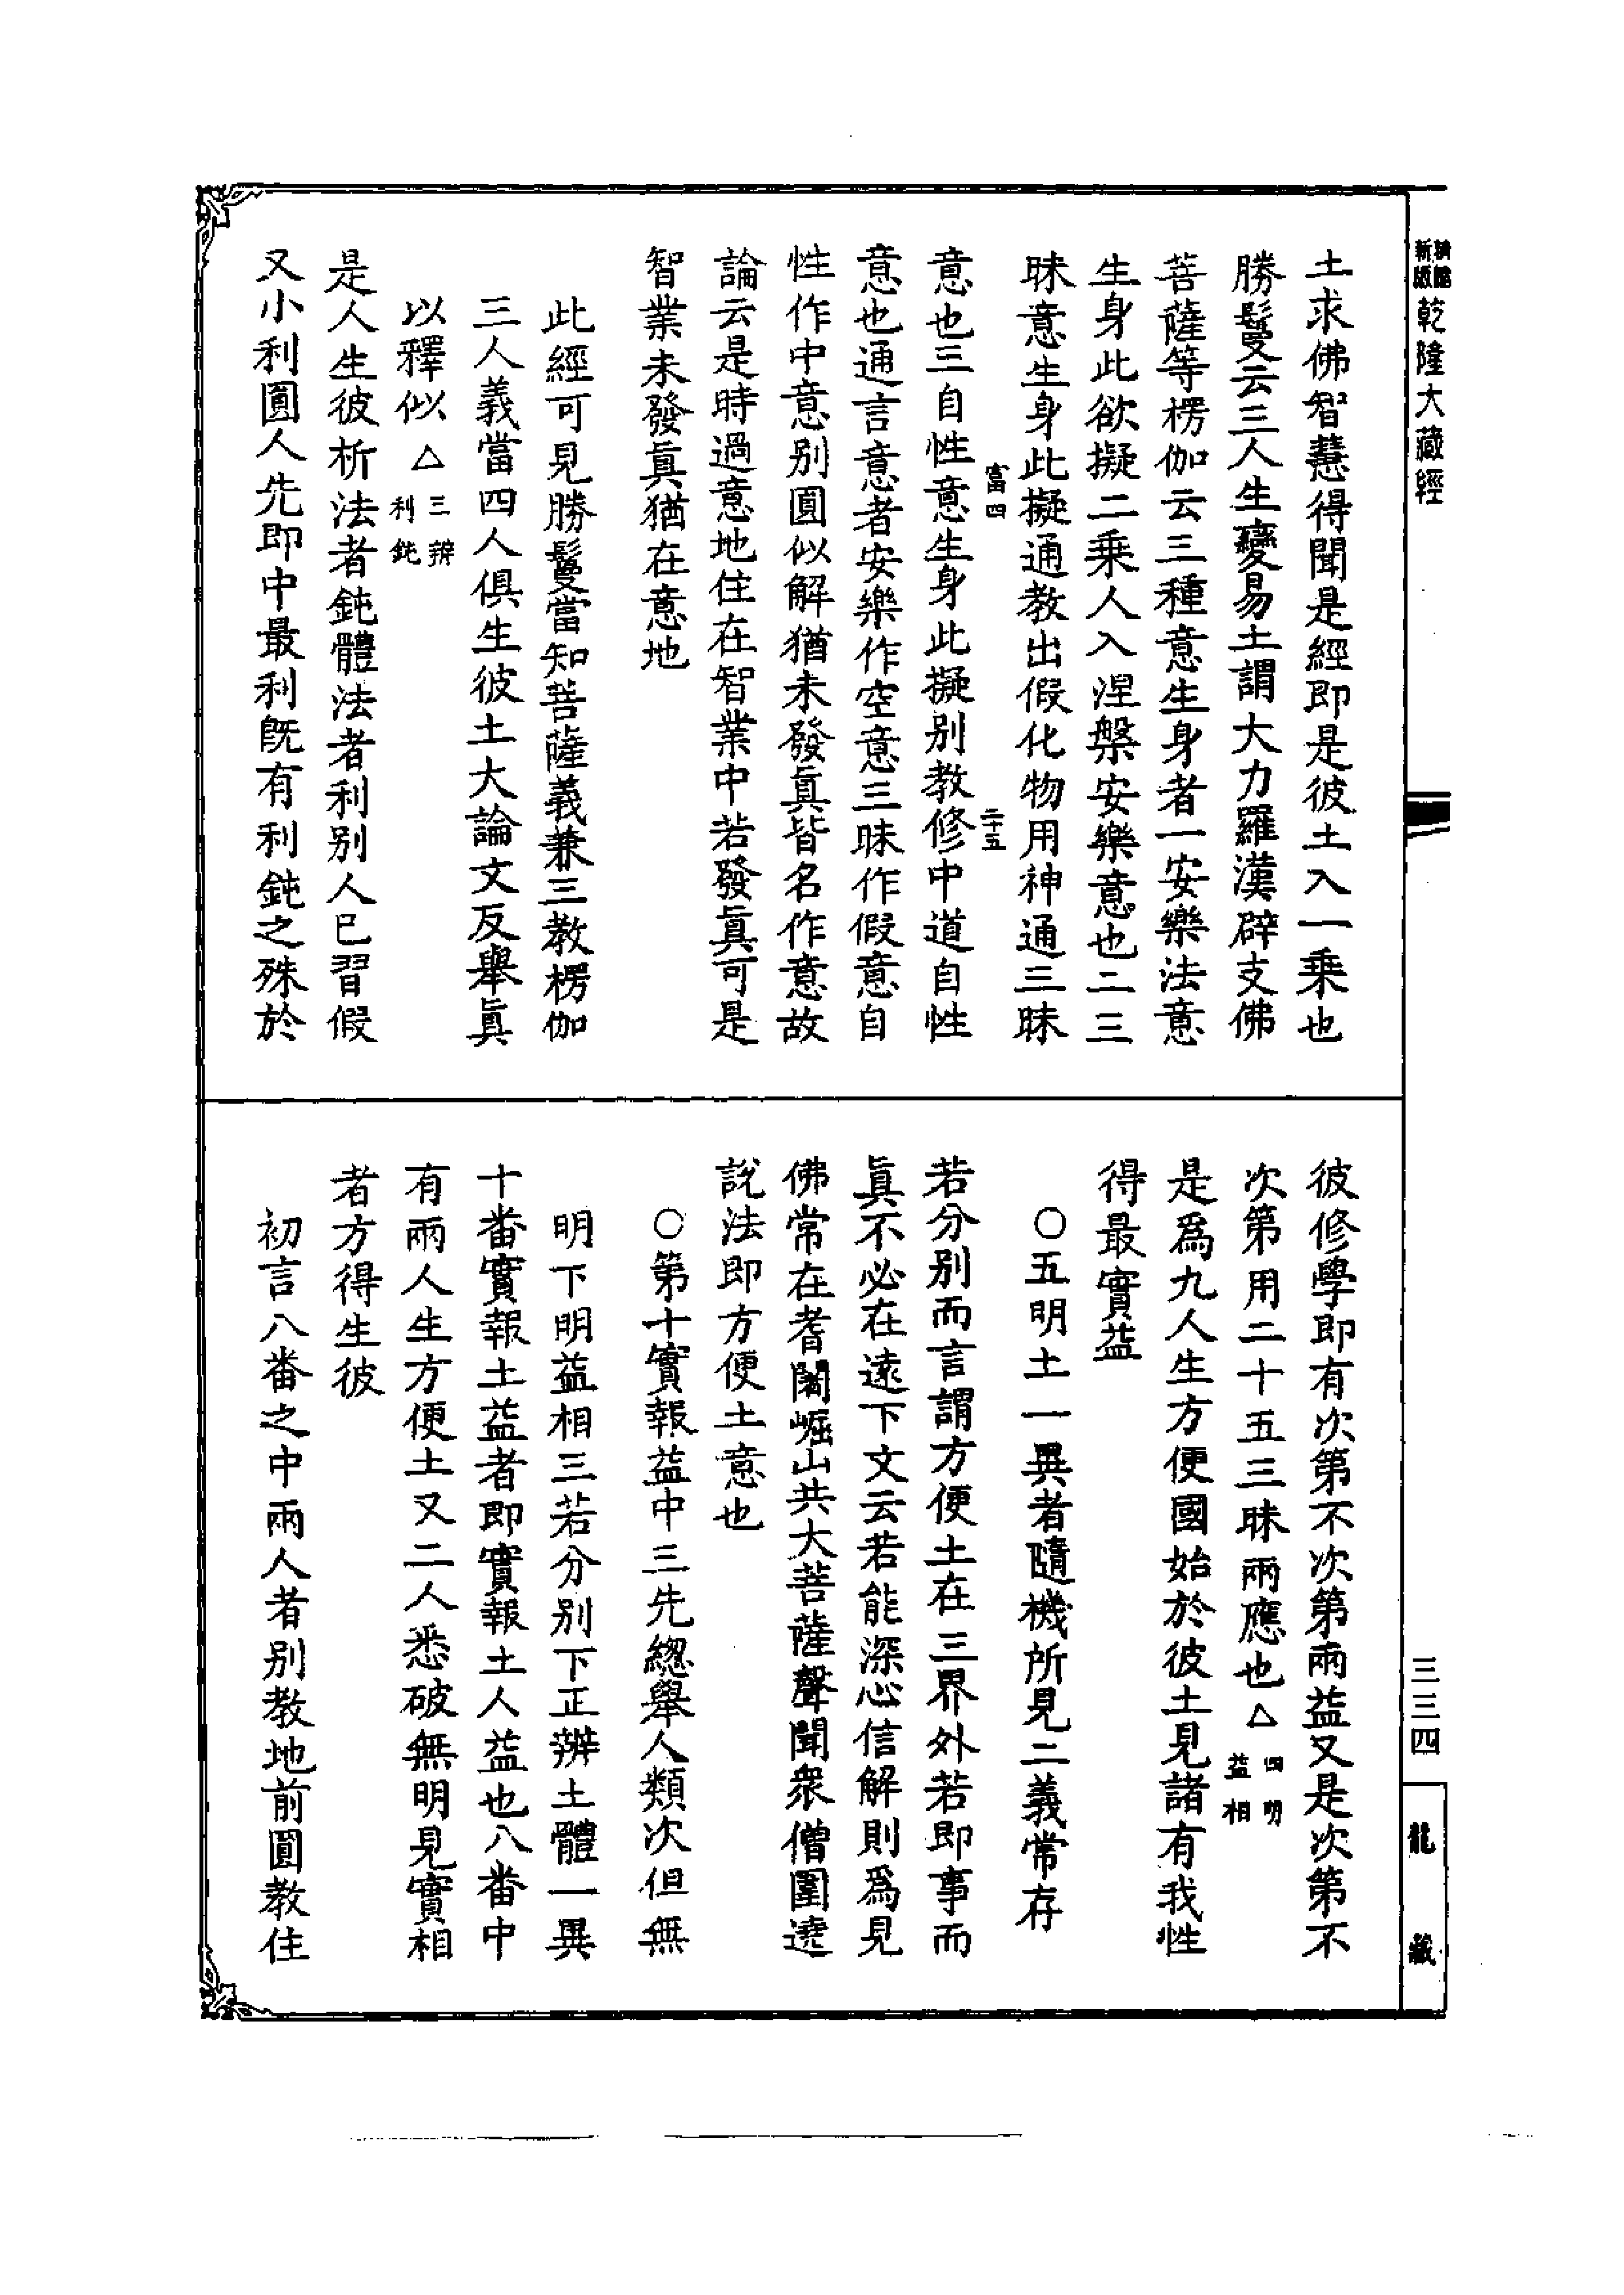 新版
乾隆大藏經
土求佛智慧得聞是經即是彼土入一乘也
勝鬘云三人生變易土謂大力羅漢辟支佛
菩薩等楞伽云三種意生身者一安樂法意
生身此欲擬二乘人入涅槃安樂意也二三
昧意生身此擬通教出假化物用神通三昧
富四
二十五
意也三自性意生身此擬別教修中道自性
意也通言意者安樂作空意三昧作假意自
性作中意別圓似解猶未發眞皆名作意故
論云是時過意地住在智業中若發眞可是
智業未發眞猶在意地
此經可見勝鬘當知菩薩義兼三教楞伽
三人義當四人俱生彼土大論文反舉眞
以釋似△三辨
利鈍
是人生彼析法者鈍體法者利別人已習假
又小利圓人先即中最利旣有利鈍之殊於
彼修學即有次第不次第兩益又是次第不
次第用二十五三昧兩應也△四明
益相
是爲九人生方便國始於彼土見諸有我性
得最實益
○五明土一異者隨機所見二義常存
若分別而言謂方便土在三界外若即事而
眞不必在遠下文云若能深心信解則爲見
佛常在耆闍崛山共大菩薩聲聞衆僧圍遶
說法即方便土意也
○第十實報益中三先總舉人類次但無
明下明益相三若分別下正辨土體一異
十番實報土益者即實報土人益也八番中
有兩人生方便土又二人悉破無明見實相
者方得生彼
初言八番之中兩人者別教地前圓教住
三三四
龍藏